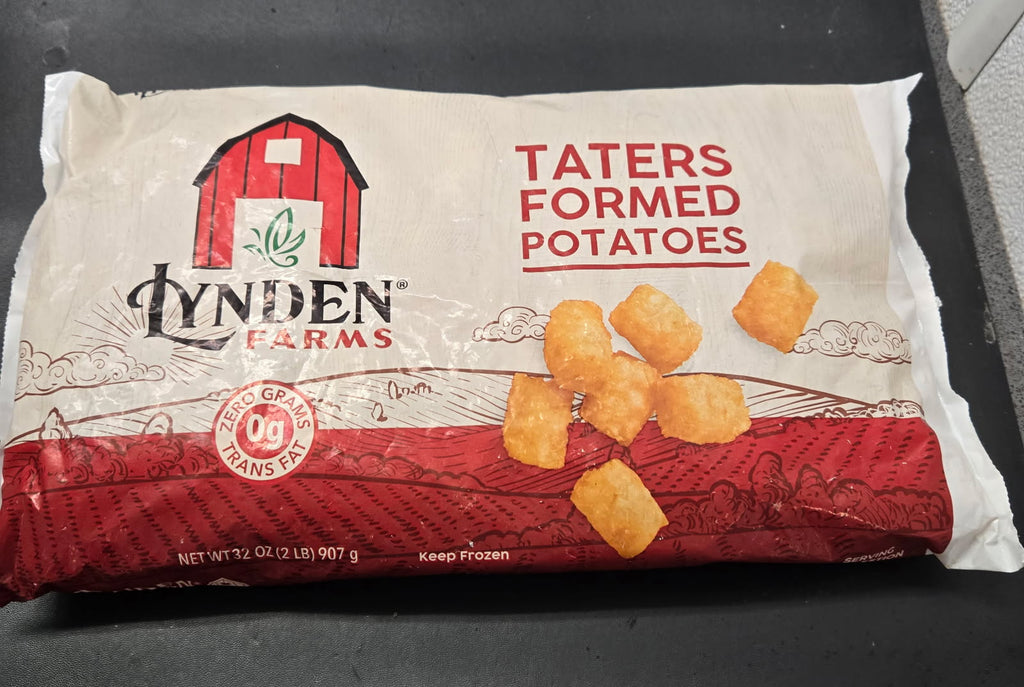 LYNDEN®
FARMS
TATERS
FORMED
POTATOES
ZERO GRAMS
0g
TRANS FAT
NET WT 32 OZ (2 LB) 907 g
Keep Frozen
SERVING